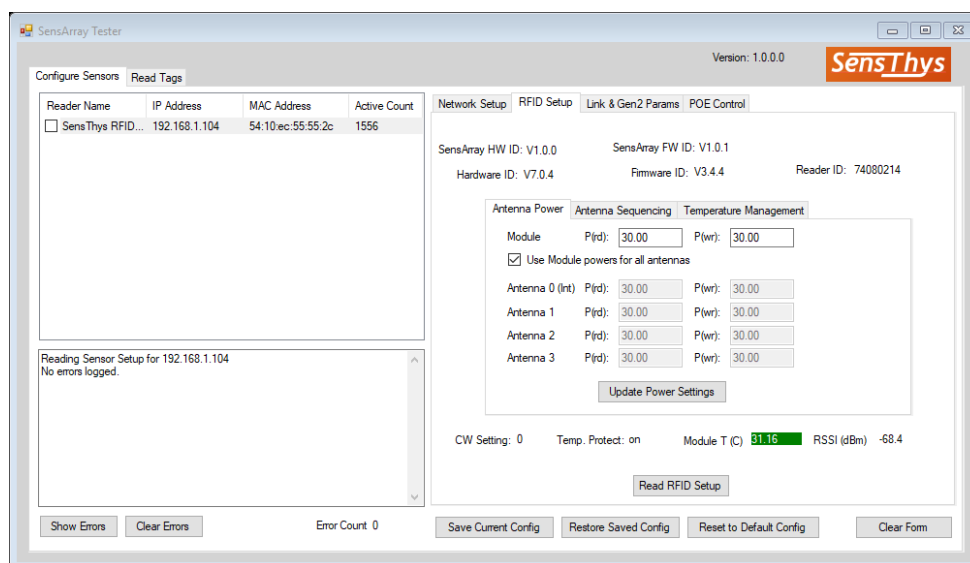 SensArray Tester
Version: 1.0.0.0
SensThys
Configure Sensors Read Tags
Reader Name IP Address MAC Address Active Count
SensThys RFID... 192.168.1.104 54:10:ec:55:55:2c 1556
Reading Sensor Setup for 192.168.1.104
No errors logged.
Show Errors Clear Errors Error Count 0
Network Setup RFID Setup Link & Gen2 Params POE Control
SensArray HW ID: V1.0.0 SensArray FW ID: V1.0.1
Hardware ID: V7.0.4 Firmware ID: V3.4.4 Reader ID: 74080214
Antenna Power Antenna Sequencing Temperature Management
Module P(rd): 30.00 P(wr): 30.00
Use Module powers for all antennas
Antenna 0 (Int) P(rd): 30.00 P(wr): 30.00
Antenna 1 P(rd): 30.00 P(wr): 30.00
Antenna 2 P(rd): 30.00 P(wr): 30.00
Antenna 3 P(rd): 30.00 P(wr): 30.00
Update Power Settings
CW Setting: 0 Temp. Protect: on Module T (C) 31.16 RSSI (dBm) -68.4
Read RFID Setup
Save Current Config Restore Saved Config Reset to Default Config Clear Form